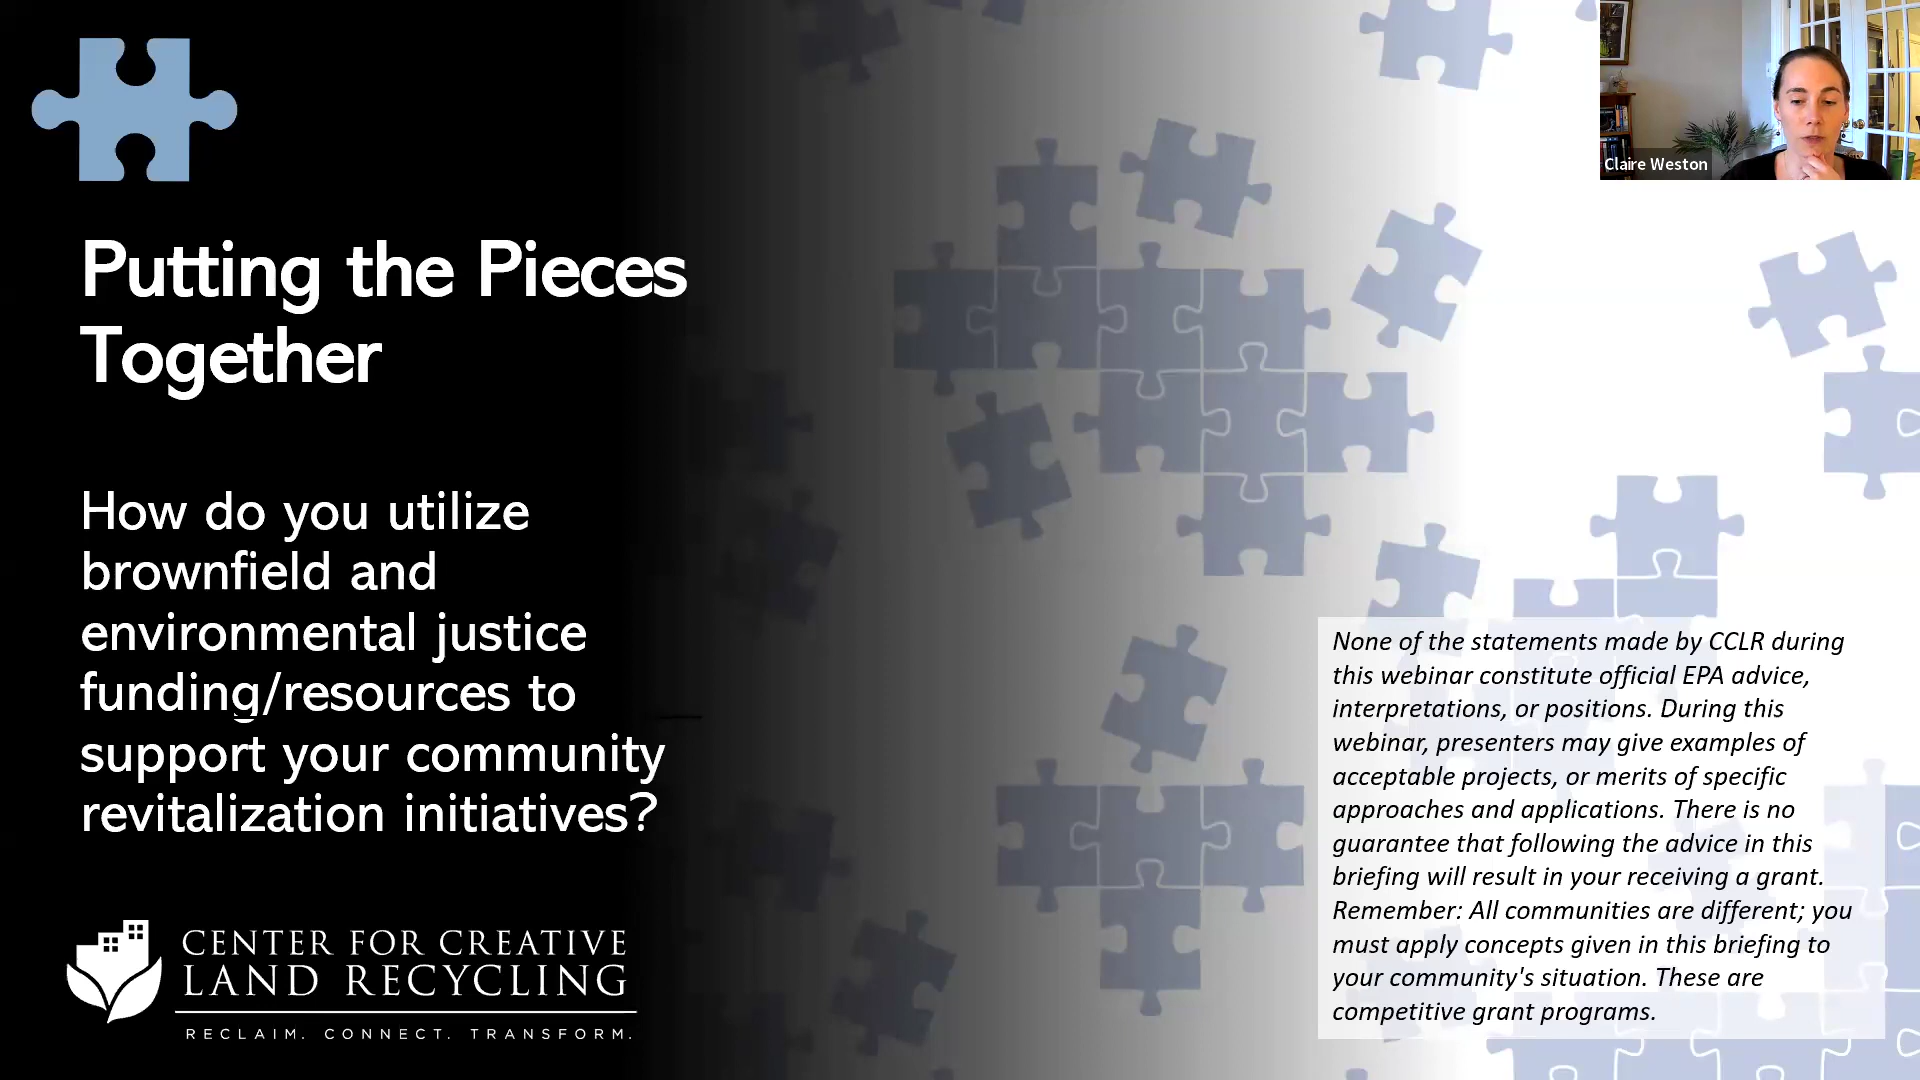 Claire Weston
Putting the Pieces
Together
How do you utilize
brownfield and
environmental justice
funding/resources to
support your community
revitalization initiatives?
CENTER FOR CREATIVE
LAND RECYCLING
RECLAIM. CONNECT. TRANSFORM.
None of the statements made by CCLR during
this webinar constitute official EPA advice,
interpretations, or positions. During this
webinar, presenters may give examples of
acceptable projects, or merits of specific
approaches and applications. There is no
guarantee that following the advice in this
briefing will result in your receiving a grant.
Remember: All communities are different; you
must apply concepts given in this briefing to
your community's situation. These are
competitive grant programs.